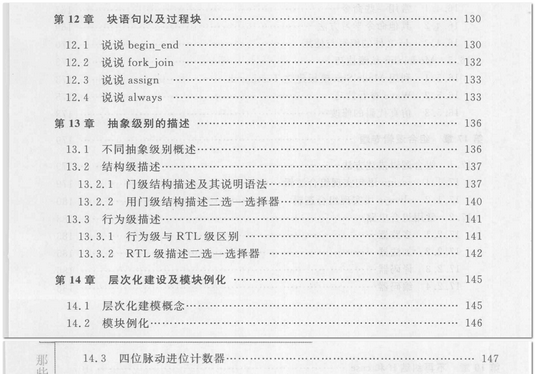 第 12 章 块语句以及过程块 ………………………………………… 130
12.1 说说 begin_end ………………………………………… 130
12.2 说说 fork_join ………………………………………… 132
12.3 说说 assign ………………………………………… 133
12.4 说说 always ………………………………………… 133
第 13 章 抽象级别的描述 ………………………………………… 136
13.1 不同抽象级别概述………………………………………… 136
13.2 结构级描述………………………………………… 137
13.2.1 门级结构描述及其说明语法………………………………………… 137
13.2.2 用门级结构描述二选一选择器………………………………………… 140
13.3 行为级描述………………………………………… 141
13.3.1 行为级与 RTL 级区别 ………………………………………… 141
13.3.2 RTL 级描述二选一选择器 ………………………………………… 142
第 14 章 层次化建设及模块例化 ………………………………………… 145
14.1 层次化建模概念………………………………………… 145
14.2 模块例化………………………………………… 146
14.3 四位脉动进位计数器………………………………………… 147
那些